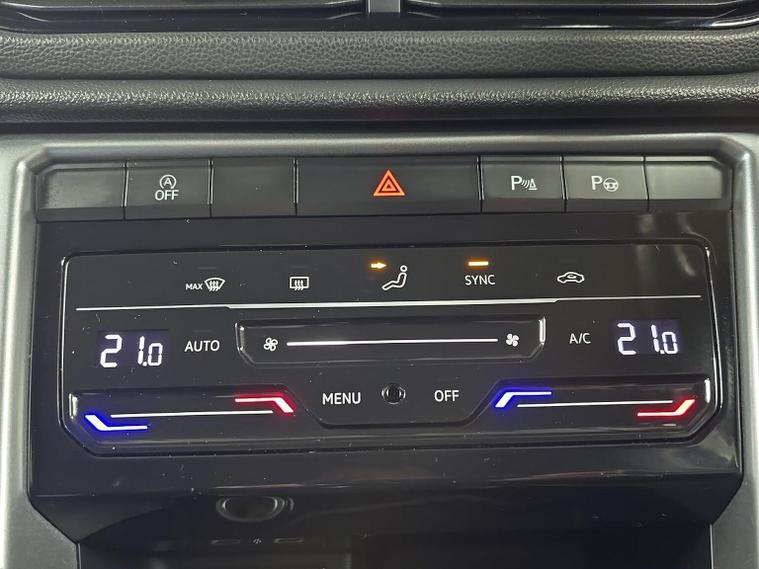 OFF
P
P
MAX
SYNC
21.0
AUTO
A/C
21.0
MENU
OFF